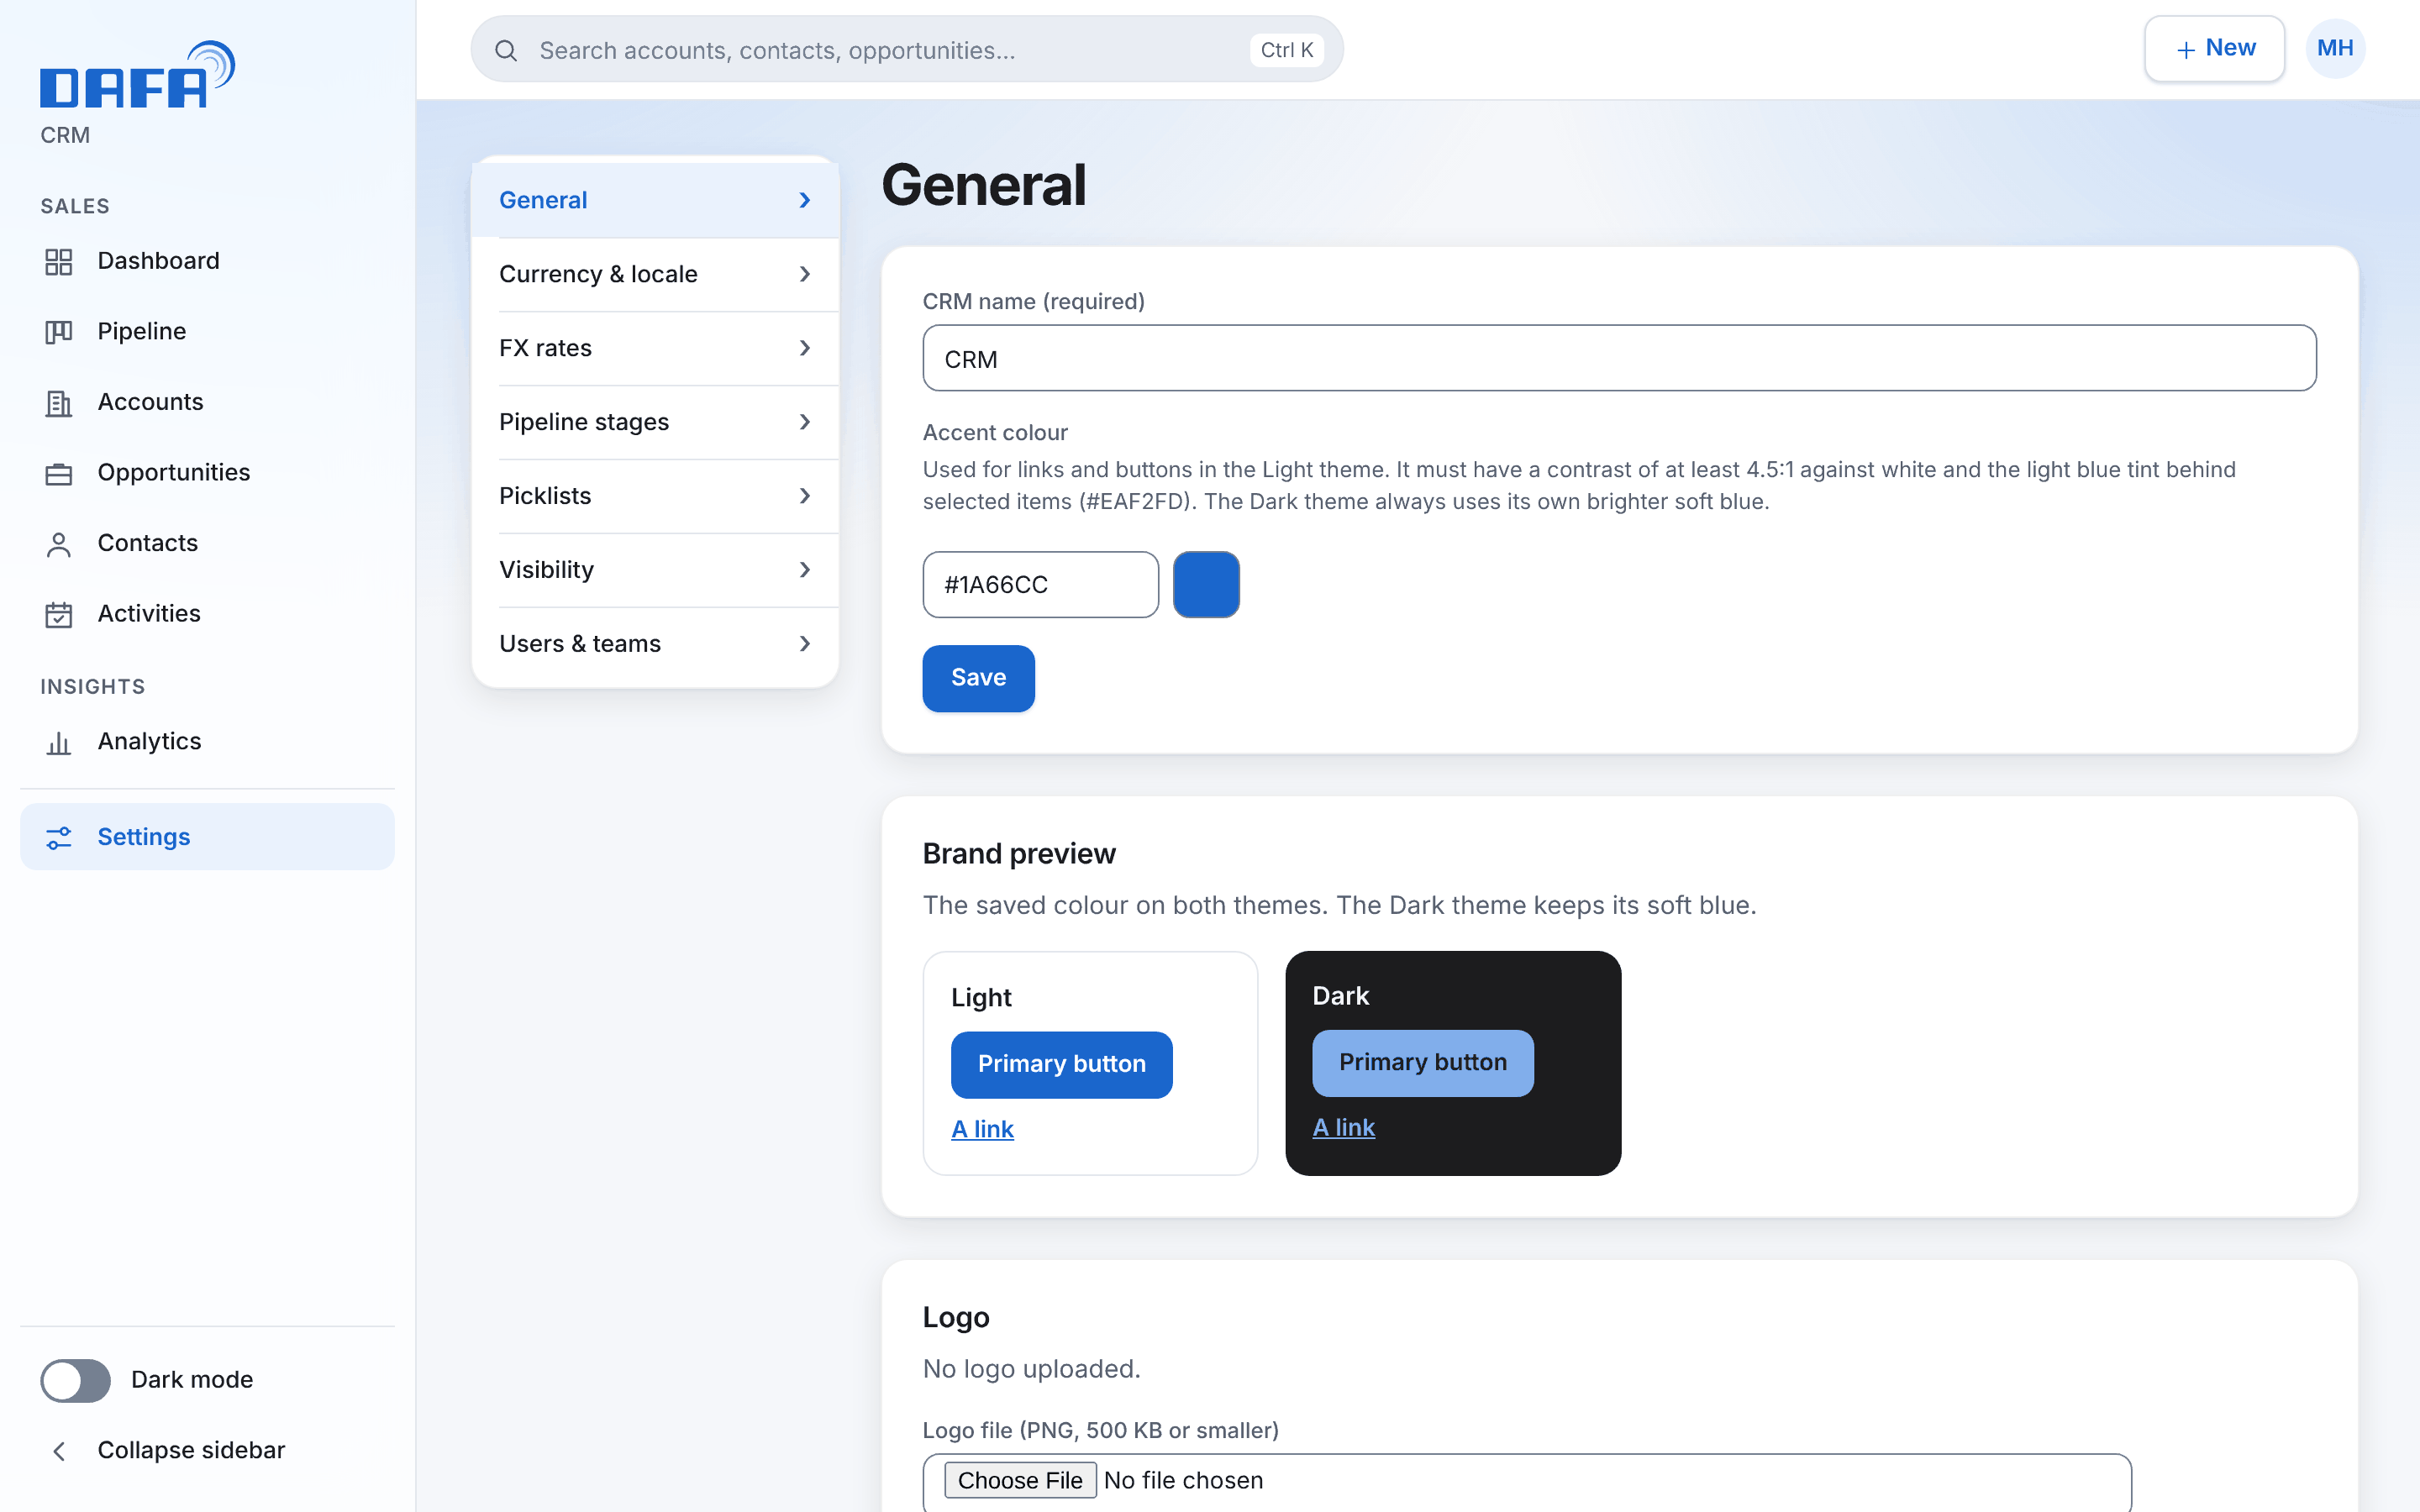 DAFA
CRM
SALES
Dashboard
Pipeline
Accounts
Opportunities
Contacts
Activities
INSIGHTS
Analytics
Settings
Dark mode
Collapse sidebar
Search accounts, contacts, opportunities...
Ctrl K
+ New
MH
General
Currency & locale
FX rates
Pipeline stages
Picklists
Visibility
Users & teams
General
CRM name (required)
CRM
Accent colour
Used for links and buttons in the Light theme. It must have a contrast of at least 4.5:1 against white and the light blue tint behind
selected items (#EAF2FD). The Dark theme always uses its own brighter soft blue.
#1A66CC
Save
Brand preview
The saved colour on both themes. The Dark theme keeps its soft blue.
Light
Primary button
A link
Dark
Primary button
A link
Logo
No logo uploaded.
Logo file (PNG, 500 KB or smaller)
Choose File No file chosen